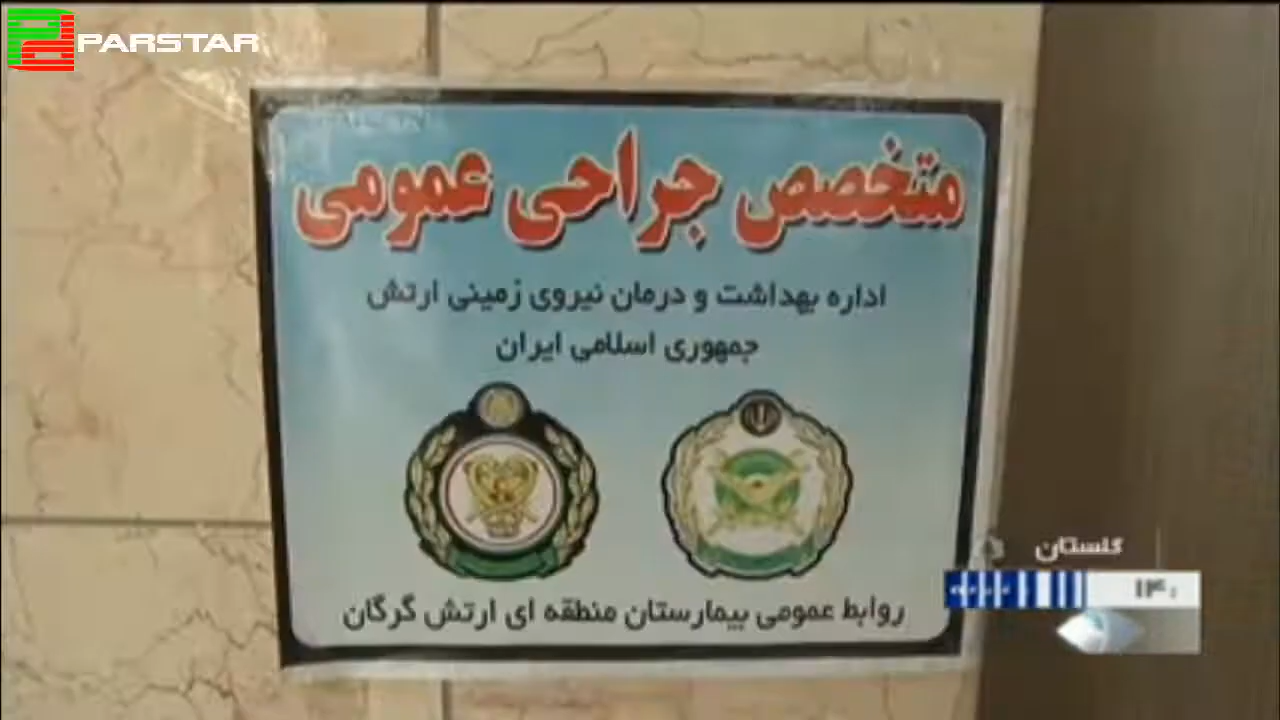 PARSTAR
متخصص جراحی عمومی
اداره بهداشت و درمان نیروی زمینی ارتش
جمهوری اسلامی ایران
روابط عمومی بیمارستان منطقه ای ارتش گرگان
گلستان